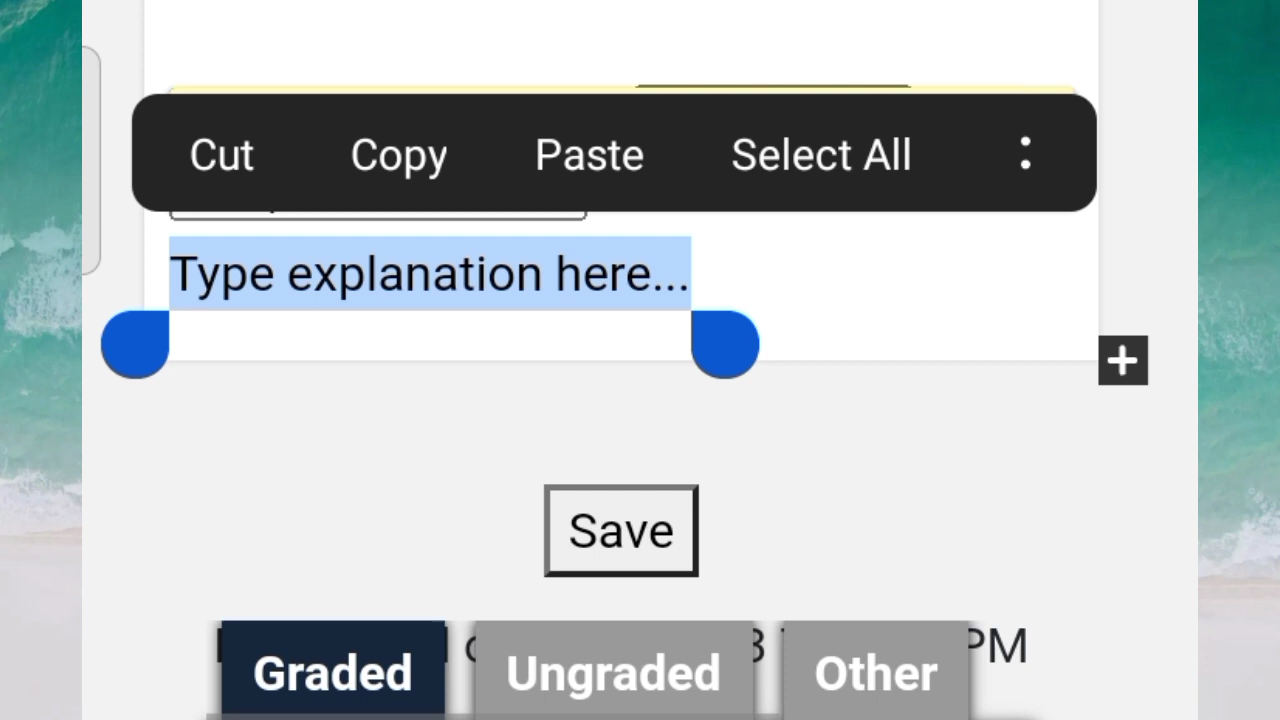 Cut Copy Paste Select All
Type explanation here...
Save
PM
Graded Ungraded Other